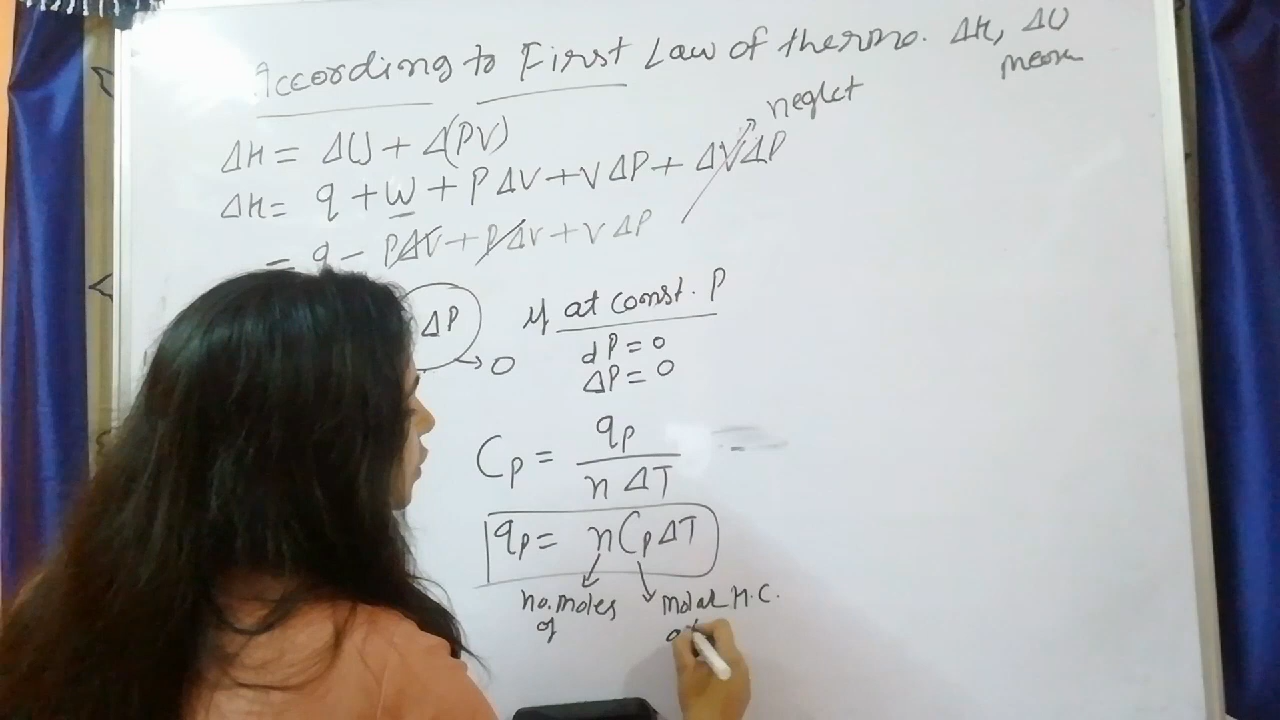 According to First Law of thermo. ΔH, ΔU
mean
neglct
ΔH = ΔU + Δ(PV)
ΔH = q + W + PΔV + VΔP + ΔVΔP
= q - PΔV + PΔV + VΔP
ΔP
→ 0
If at const. P
dP = 0
ΔP = 0
Cp = qp / nΔT
qp = nCpΔT
no. moles
of
Molar H.C.